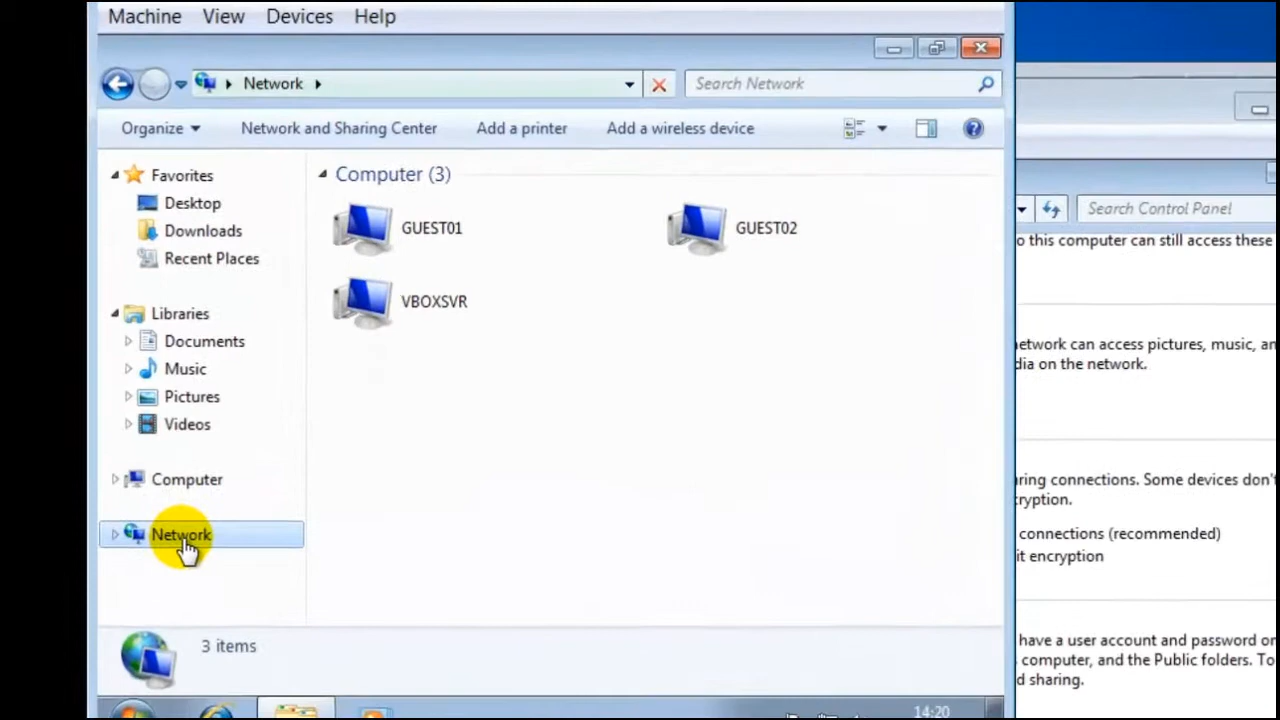 Machine View Devices Help
Network
Search Network
Organize Network and Sharing Center Add a printer Add a wireless device
Favorites
Desktop
Downloads
Recent Places
Libraries
Documents
Music
Pictures
Videos
Computer
Network
Computer (3)
GUEST01
GUEST02
VBOXSVR
3 items
14:20
Search Control Panel
o this computer can still access these
etwork can access pictures, music, an
dia on the network.
ring connections. Some devices don't
cryption.
connections (recommended)
it encryption
have a user account and password on
computer, and the Public folders. To
d sharing.